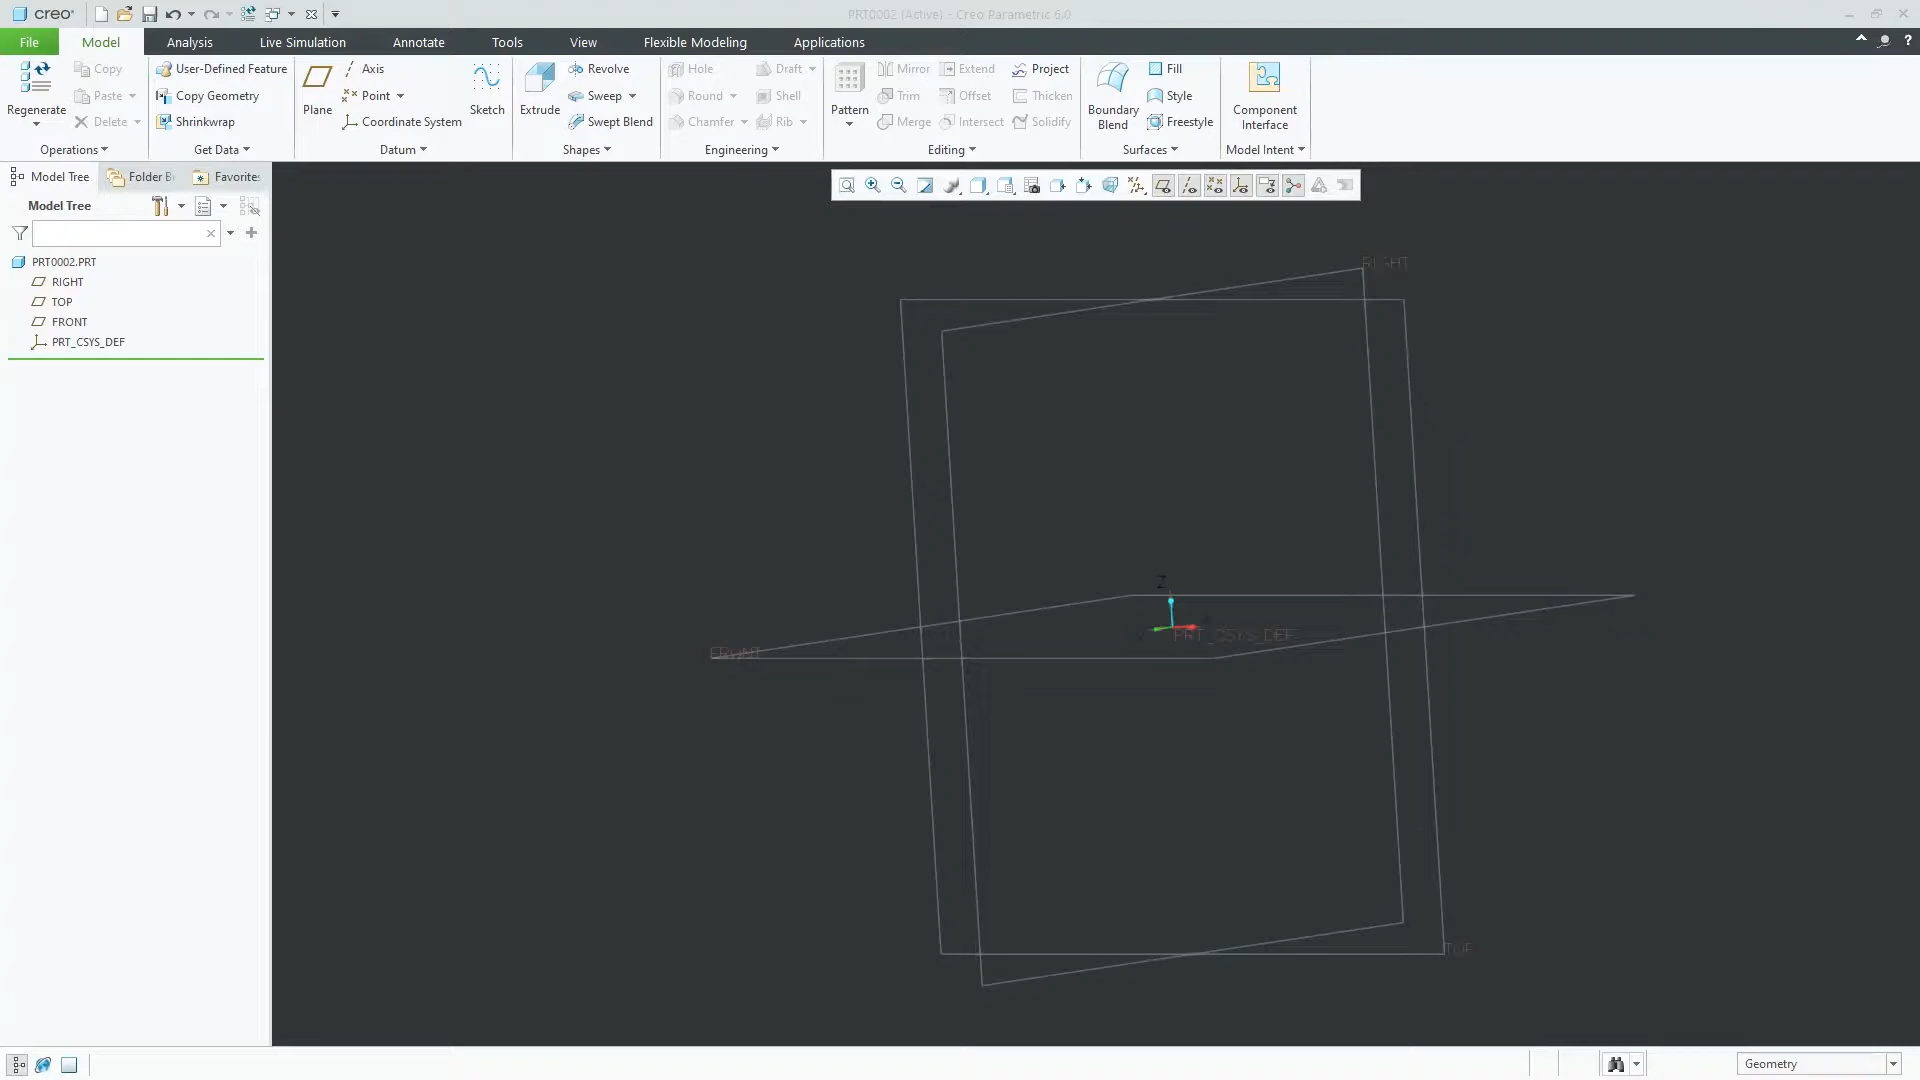 creo
PRT0002 (Active) - Creo Parametric 6.0
File Model Analysis Live Simulation Annotate Tools View Flexible Modeling Applications ?
Regenerate
Copy
Paste
Delete
Operations
User-Defined Feature
Copy Geometry
Shrinkwrap
Get Data
Plane
Axis
Point
Coordinate System
Sketch
Datum
Extrude
Revolve
Sweep
Swept Blend
Shapes
Hole
Round
Chamfer
Draft
Shell
Rib
Engineering
Pattern
Mirror
Trim
Merge
Extend
Offset
Intersect
Project
Thicken
Solidify
Editing
Boundary
Blend
Fill
Style
Freestyle
Surfaces
Component
Interface
Model Intent
Model Tree
Folder B
Favorites
Model Tree
PRT0002.PRT
RIGHT
TOP
FRONT
PRT_CSYS_DEF
RIGHT
Z
PRT_CSYS_DEF
FRONT
TOP
Geometry